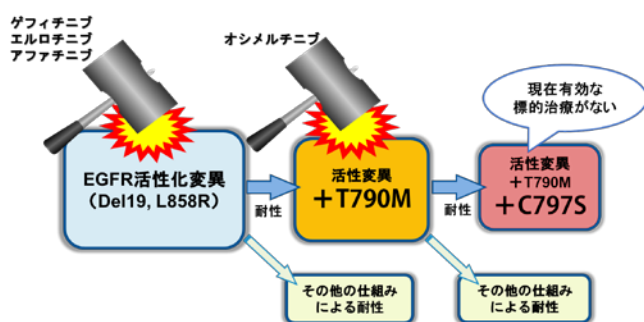 ゲフィチニブ
エルロチニブ
アファチニブ
オシメルチニブ
現在有効な
標的治療がない
EGFR活性化変異
（Del19, L858R）
耐性
活性変異
＋T790M
耐性
活性変異
＋T790M
＋C797S
その他の仕組み
による耐性
その他の仕組み
による耐性